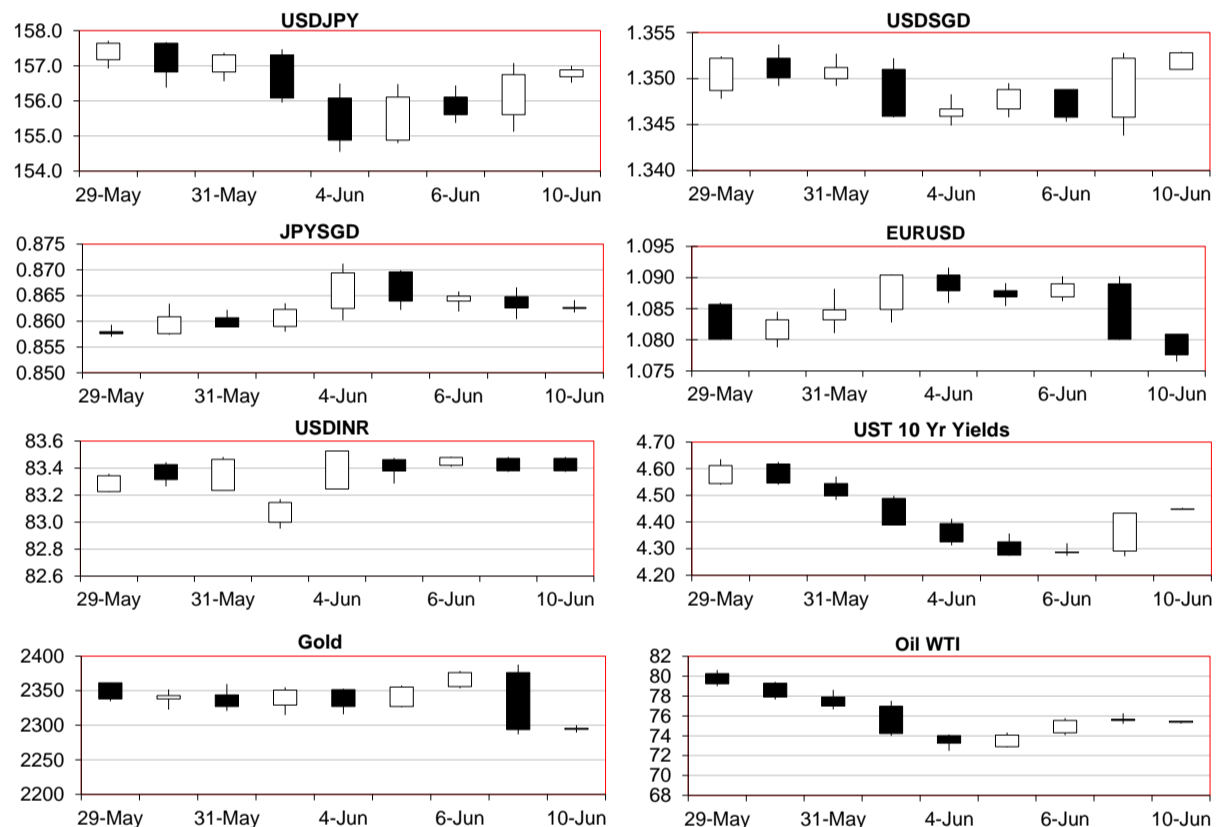 USDJPY
158.0
157.0
156.0
155.0
154.0
29-May 31-May 4-Jun 6-Jun 10-Jun
USDSGD
1.355
1.350
1.345
1.340
29-May 31-May 4-Jun 6-Jun 10-Jun
JPYSGD
0.875
0.870
0.865
0.860
0.855
0.850
29-May 31-May 4-Jun 6-Jun 10-Jun
EURUSD
1.095
1.090
1.085
1.080
1.075
29-May 31-May 4-Jun 6-Jun 10-Jun
USDINR
83.6
83.4
83.2
83.0
82.8
82.6
29-May 31-May 4-Jun 6-Jun 10-Jun
UST 10 Yr Yields
4.70
4.60
4.50
4.40
4.30
4.20
29-May 31-May 4-Jun 6-Jun 10-Jun
Gold
2400
2350
2300
2250
2200
29-May 31-May 4-Jun 6-Jun 10-Jun
Oil WTI
82
80
78
76
74
72
70
68
29-May 31-May 4-Jun 6-Jun 10-Jun